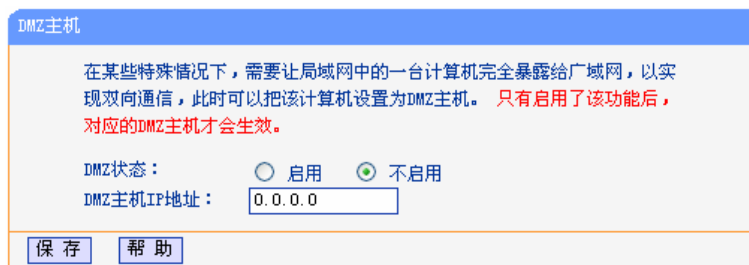 DMZ主机
在某些特殊情况下，需要让局域网中的一台计算机完全暴露给广域网，以实
现双向通信，此时可以把该计算机设置为DMZ主机。 只有启用了该功能后，
对应的DMZ主机才会生效。
DMZ状态： 启用 不启用
DMZ主机IP地址： 0.0.0.0
保 存 帮 助